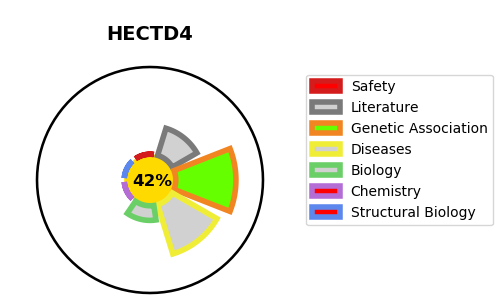 HECTD4
42%
Safety
Literature
Genetic Association
Diseases
Biology
Chemistry
Structural Biology